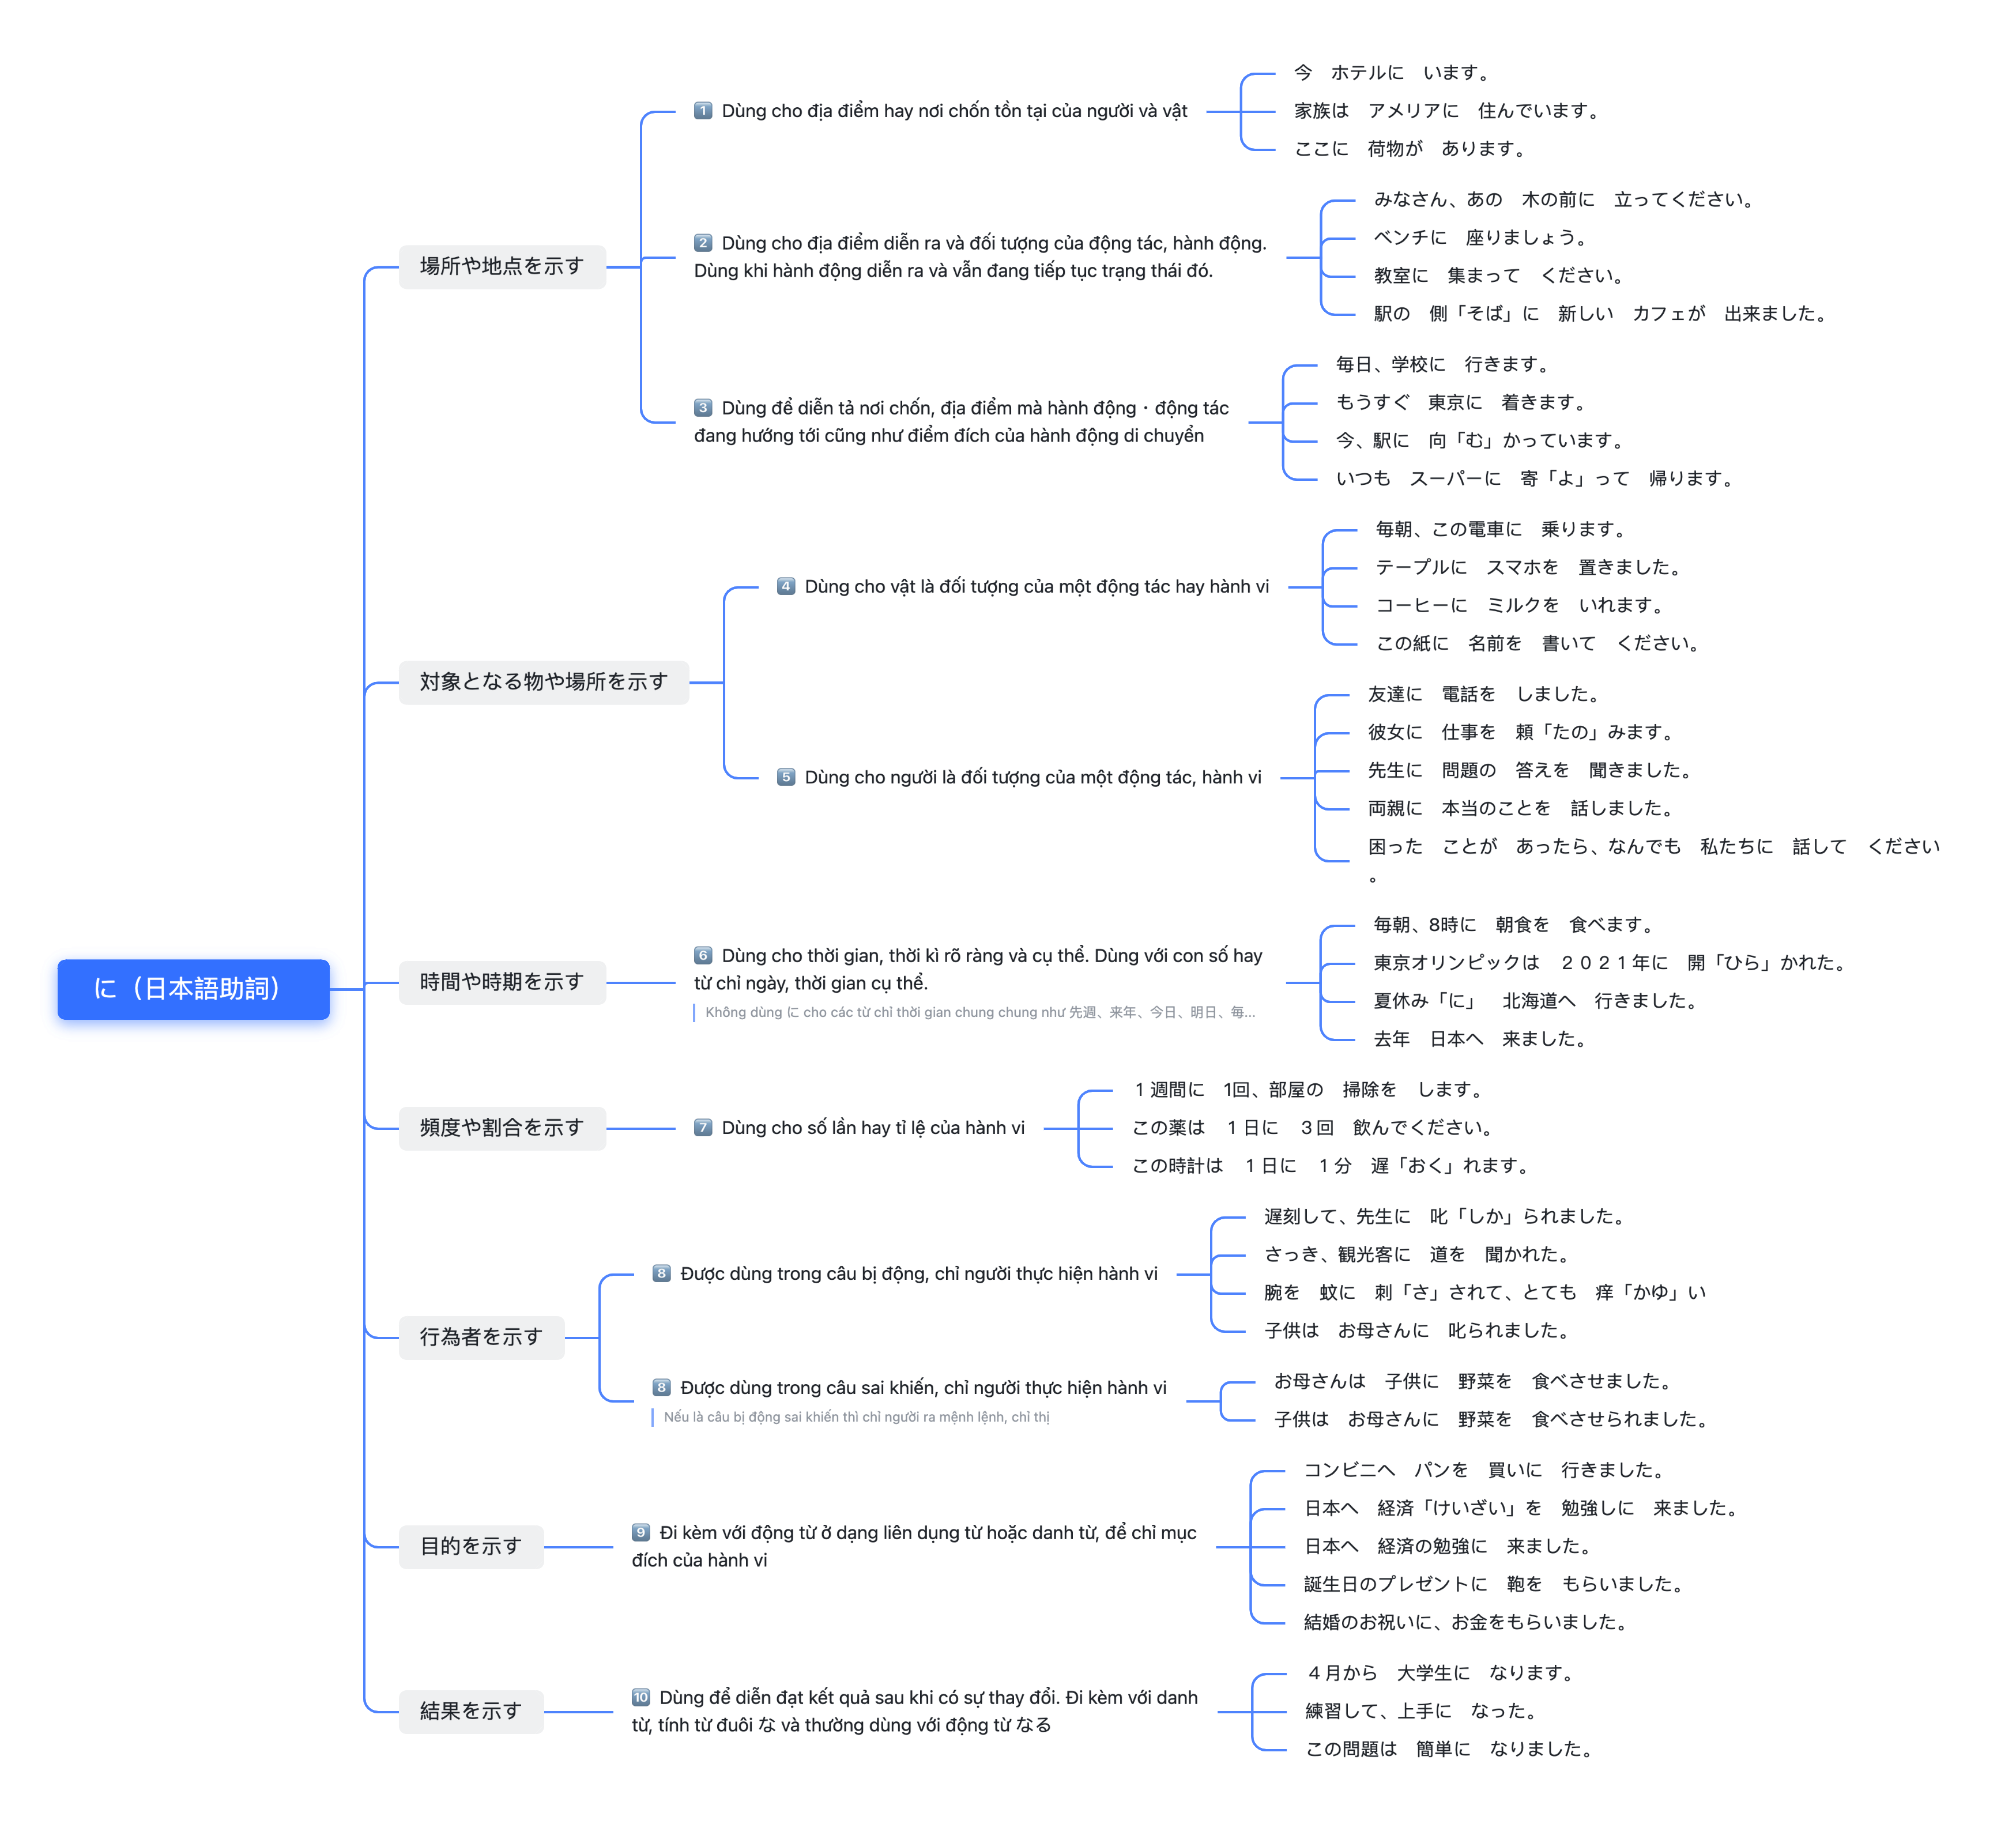 に（日本語助詞）
場所や地点を示す
1 Dùng cho địa điểm hay nơi chốn tồn tại của người và vật
今　ホテルに　います。
家族は　アメリアに　住んでいます。
ここに　荷物が　あります。
2 Dùng cho địa điểm diễn ra và đối tượng của động tác, hành động.
Dùng khi hành động diễn ra và vẫn đang tiếp tục trạng thái đó.
みなさん、あの　木の前に　立ってください。
ベンチに　座りましょう。
教室に　集まって　ください。
駅の　側「そば」に　新しい　カフェが　出来ました。
3 Dùng để diễn tả nơi chốn, địa điểm mà hành động・động tác
đang hướng tới cũng như điểm đích của hành động di chuyển
毎日、学校に　行きます。
もうすぐ　東京に　着きます。
今、駅に　向「む」かっています。
いつも　スーパーに　寄「よ」って　帰ります。
対象となる物や場所を示す
4 Dùng cho vật là đối tượng của một động tác hay hành vi
毎朝、この電車に　乗ります。
テープルに　スマホを　置きました。
コーヒーに　ミルクを　いれます。
この紙に　名前を　書いて　ください。
5 Dùng cho người là đối tượng của một động tác, hành vi
友達に　電話を　しました。
彼女に　仕事を　頼「たの」みます。
先生に　問題の　答えを　聞きました。
両親に　本当のことを　話しました。
困った　ことが　あったら、なんでも　私たちに　話して　ください
。
時間や時期を示す
6 Dùng cho thời gian, thời kì rõ ràng và cụ thể. Dùng với con số hay
từ chỉ ngày, thời gian cụ thể.
Không dùng に cho các từ chỉ thời gian chung chung như 先週、来年、今日、明日、毎...
毎朝、8時に　朝食を　食べます。
東京オリンピックは　２０２１年に　開「ひら」かれた。
夏休み「に」　北海道へ　行きました。
去年　日本へ　来ました。
頻度や割合を示す
7 Dùng cho số lần hay tỉ lệ của hành vi
１週間に　1回、部屋の　掃除を　します。
この薬は　１日に　３回　飲んでください。
この時計は　１日に　１分　遅「おく」れます。
行為者を示す
8 Được dùng trong câu bị động, chỉ người thực hiện hành vi
遅刻して、先生に　叱「しか」られました。
さっき、観光客に　道を　聞かれた。
腕を　蚊に　刺「さ」されて、とても　痒「かゆ」い
子供は　お母さんに　叱られました。
8 Được dùng trong câu sai khiến, chỉ người thực hiện hành vi
Nếu là câu bị động sai khiến thì chỉ người ra mệnh lệnh, chỉ thị
お母さんは　子供に　野菜を　食べさせました。
子供は　お母さんに　野菜を　食べさせられました。
目的を示す
9 Đi kèm với động từ ở dạng liên dụng từ hoặc danh từ, để chỉ mục
đích của hành vi
コンビニへ　パンを　買いに　行きました。
日本へ　経済「けいざい」を　勉強しに　来ました。
日本へ　経済の勉強に　来ました。
誕生日のプレゼントに　鞄を　もらいました。
結婚のお祝いに、お金をもらいました。
結果を示す
10 Dùng để diễn đạt kết quả sau khi có sự thay đổi. Đi kèm với danh
từ, tính từ đuôi な và thường dùng với động từ なる
４月から　大学生に　なります。
練習して、上手に　なった。
この問題は　簡単に　なりました。